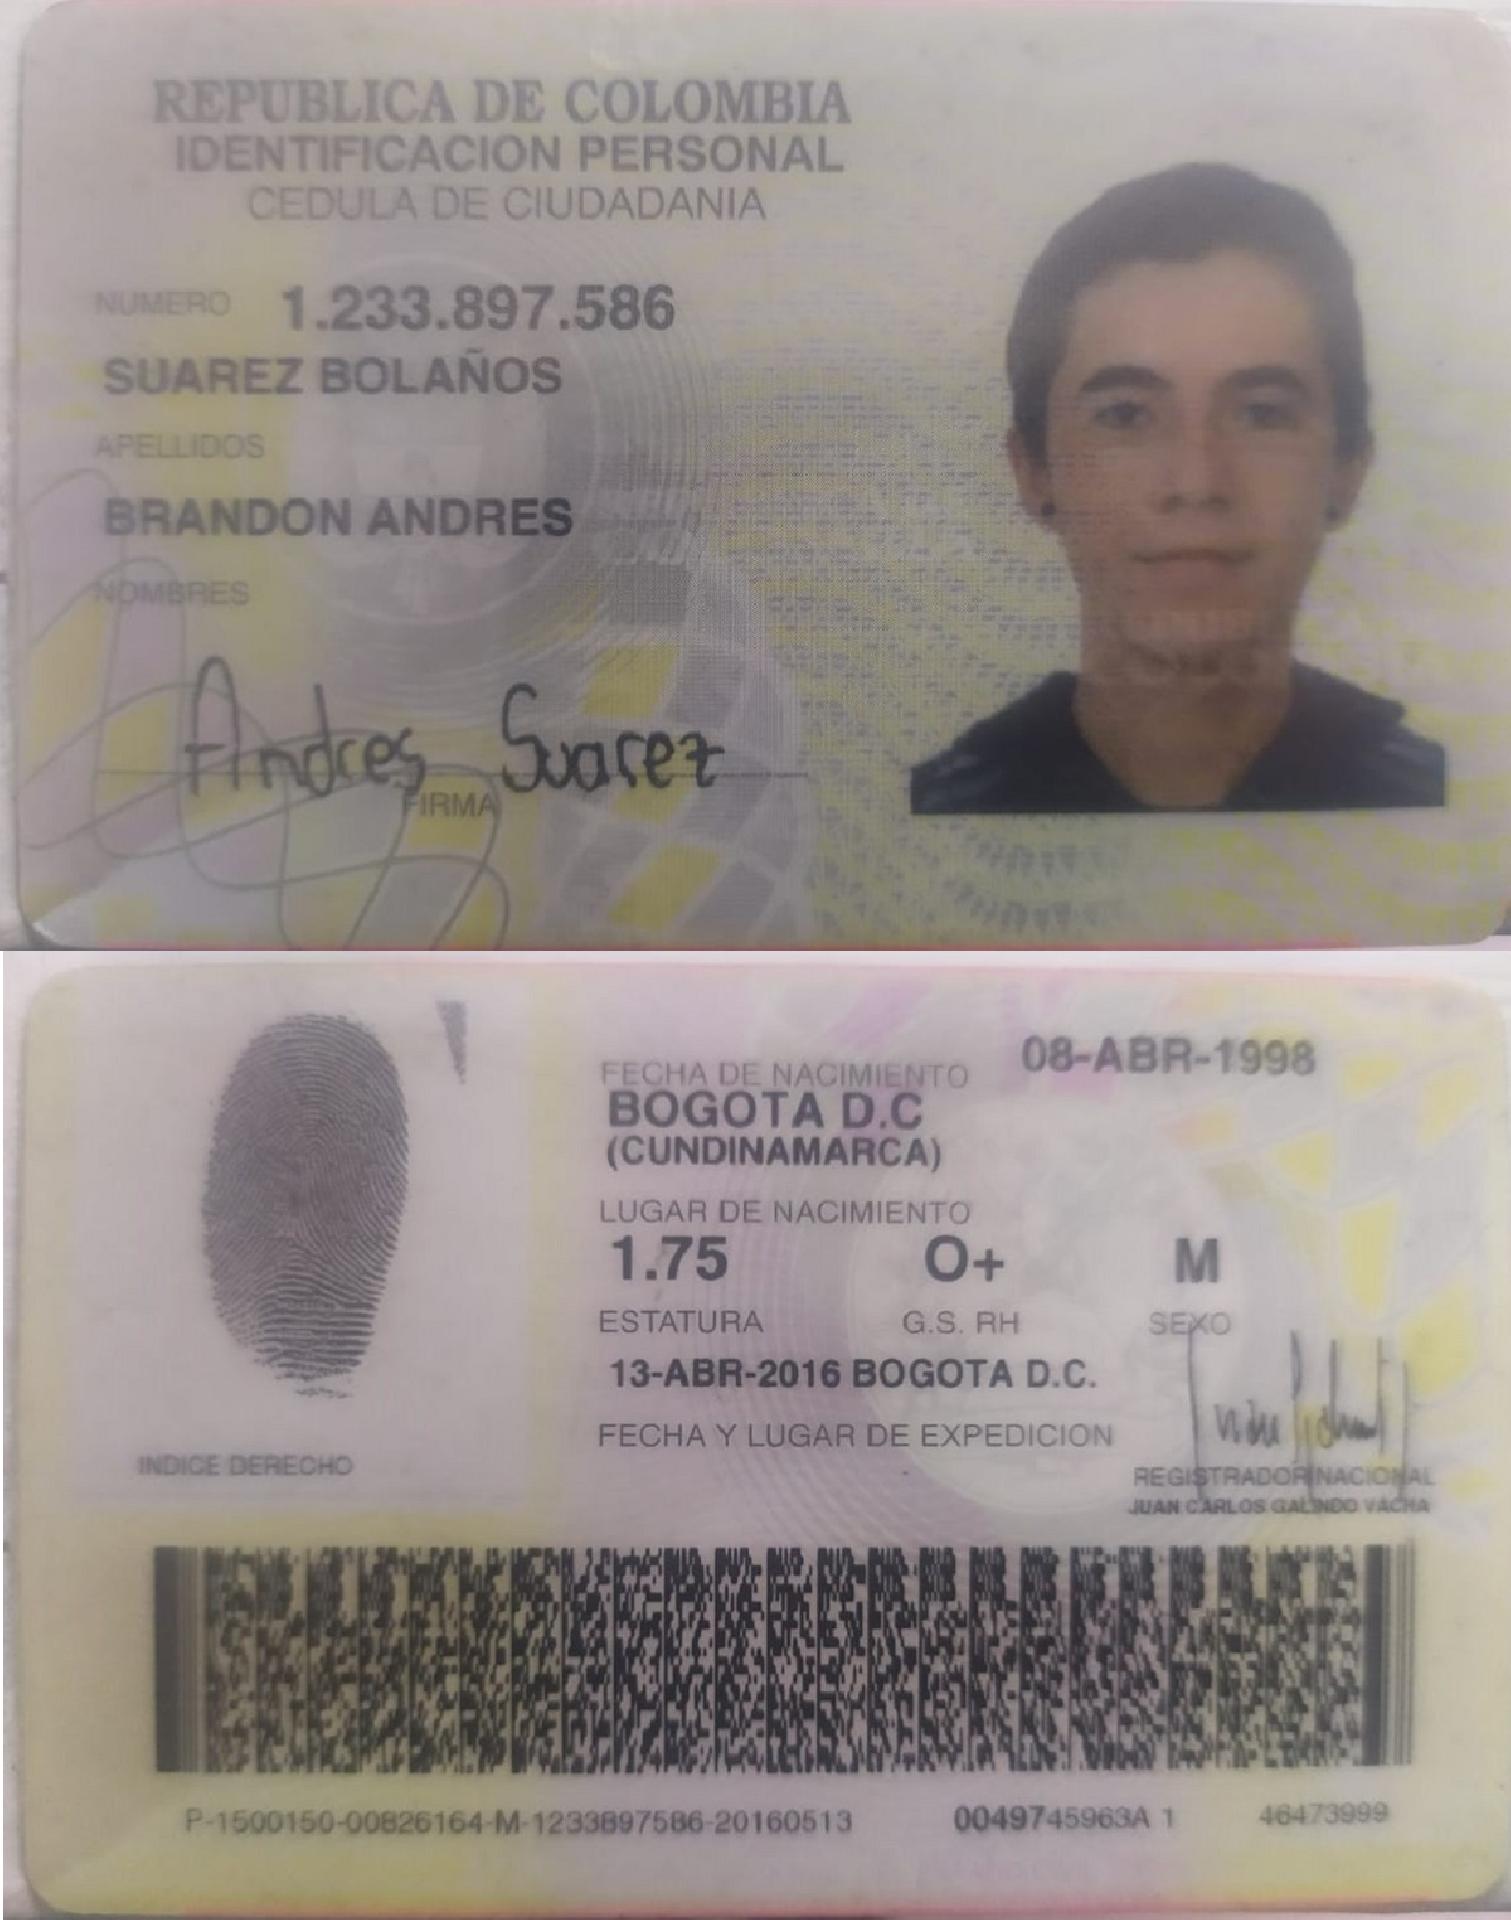 REPUBLICA DE COLOMBIA
IDENTIFICACION PERSONAL
CEDULA DE CIUDADANIA
NUMERO 1.233.897.586
SUAREZ BOLAÑOS
APELLIDOS
BRANDON ANDRES
NOMBRES
Andres Suarez
FIRMA
FECHA DE NACIMIENTO 08-ABR-1998
BOGOTA D.C
(CUNDINAMARCA)
LUGAR DE NACIMIENTO
1.75 O+ M
ESTATURA G.S. RH SEXO
13-ABR-2016 BOGOTA D.C.
FECHA Y LUGAR DE EXPEDICION
INDICE DERECHO
REGISTRADOR NACIONAL
JUAN CARLOS GALINDO VACHA
P-1500150-00826164-M-1233897586-20160513 0049745963A 1 46473999